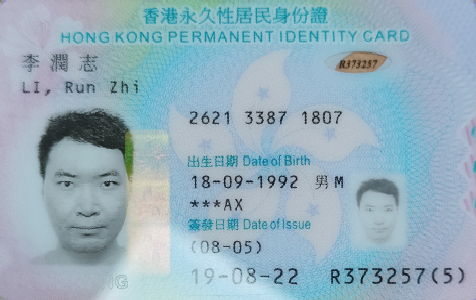 香港永久性居民身份證
HONG KONG PERMANENT IDENTITY CARD
李潤志
R373257
LI, Run Zhi
2621 3387 1807
出生日期 Date of Birth
18-09-1992 男 M
***AX
簽發日期 Date of Issue
(08-05)
19-08-22 R373257(5)